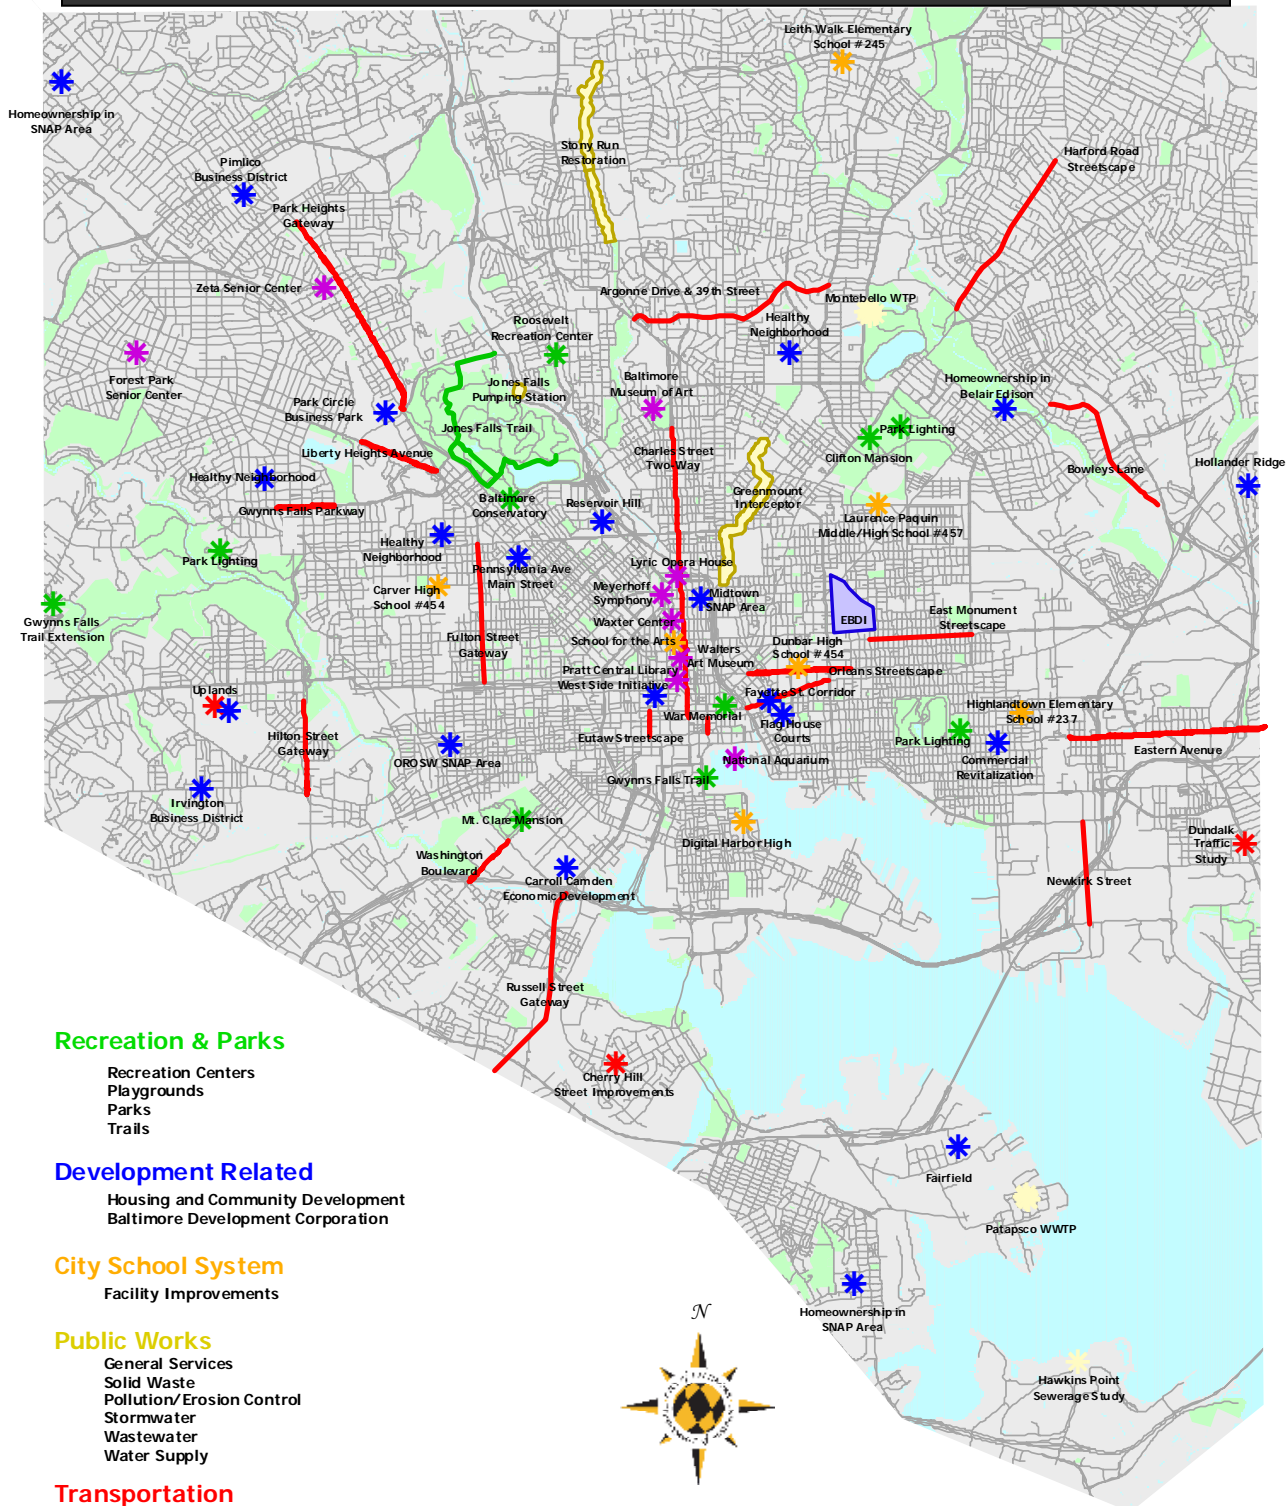 Leith Walk Elementary
School #245
Homeownership in
SNAP Area
Stony Run
Restoration
Harford Road
Streetscape
Pimlico
Business District
Park Heights
Gateway
Zeta Senior Center
Argonne Drive & 39th Street
Montebello WTP
Healthy
Neighborhood
Roosevelt
Recreation Center
Forest Park
Senior Center
Jones Falls
Pumping Station
Baltimore
Museum of Art
Homeownership in
Belair Edison
Park Circle
Business Park
Jones Falls Trail
Park Lighting
Clifton Mansion
Liberty Heights Avenue
Charles Street
Two-Way
Bowleys Lane
Hollander Ridge
Healthy Neighborhood
Gwynns Falls Parkway
Baltimore
Conservatory
Reservoir Hill
Greenmount
Interceptor
Laurence Paquin
Middle/High School #457
Healthy
Neighborhood
Park Lighting
Pennsylvania Ave
Main Street
Lyric Opera House
Carver High
School #454
Meyerhoff
Symphony
Midtown
SNAP Area
EBDI
East Monument
Streetscape
Gwynns Falls
Trail Extension
Waxter Center
Fulton Street
Gateway
School for the Arts
Walters
Art Museum
Dunbar High
School #454
Orleans Streetscape
Pratt Central Library
West Side Initiative
Uplands
Fayette St. Corridor
War Memorial
Flag House
Courts
Highlandtown Elementary
School #237
Hilton Street
Gateway
Eutaw Streetscape
Park Lighting
Eastern Avenue
OROSW SNAP Area
National Aquarium
Commercial
Revitalization
Gwynns Falls Trail
Irvington
Business District
Mt. Clare Mansion
Digital Harbor High
Dundalk
Traffic
Study
Washington
Boulevard
Carroll Camden
Economic Development
Newkirk Street
Russell Street
Gateway
Recreation & Parks
Recreation Centers
Playgrounds
Parks
Trails
Cherry Hill
Street Improvements
Development Related
Housing and Community Development
Baltimore Development Corporation
Fairfield
Patapsco WWTP
City School System
Facility Improvements
Homeownership in
SNAP Area
N
Public Works
General Services
Solid Waste
Pollution/Erosion Control
Stormwater
Wastewater
Water Supply
Hawkins Point
Sewerage Study
Transportation